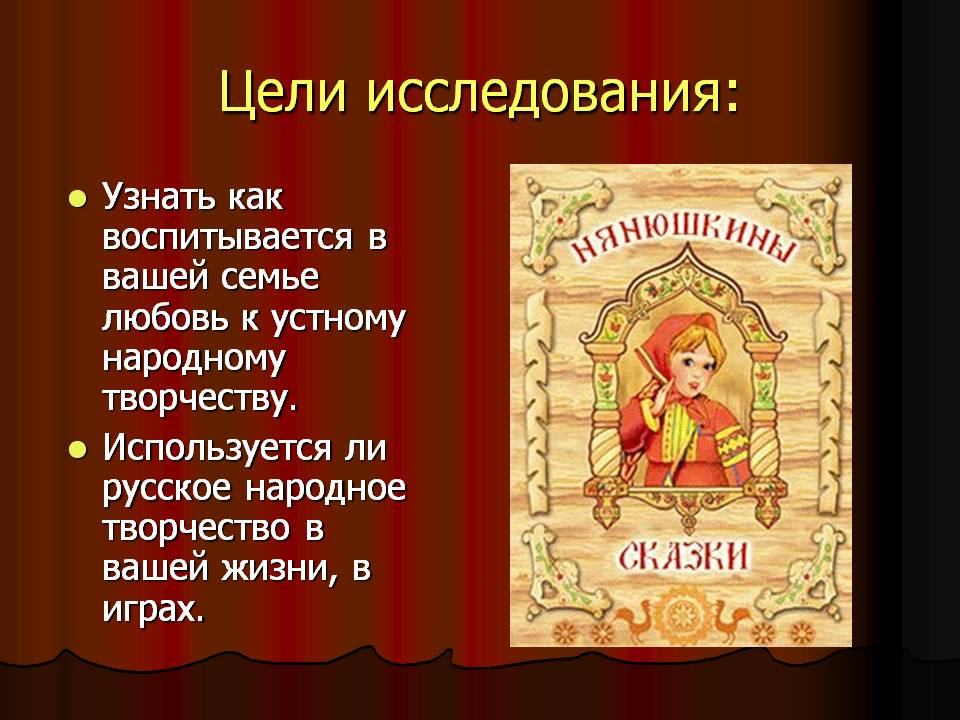 Цели исследования:
Узнать как
воспитывается в
вашей семье
любовь к устному
народному
творчеству.
Используется ли
русское народное
творчество в
вашей жизни, в
играх.
НЯНЮШКИНЫ
СКАЗКИ